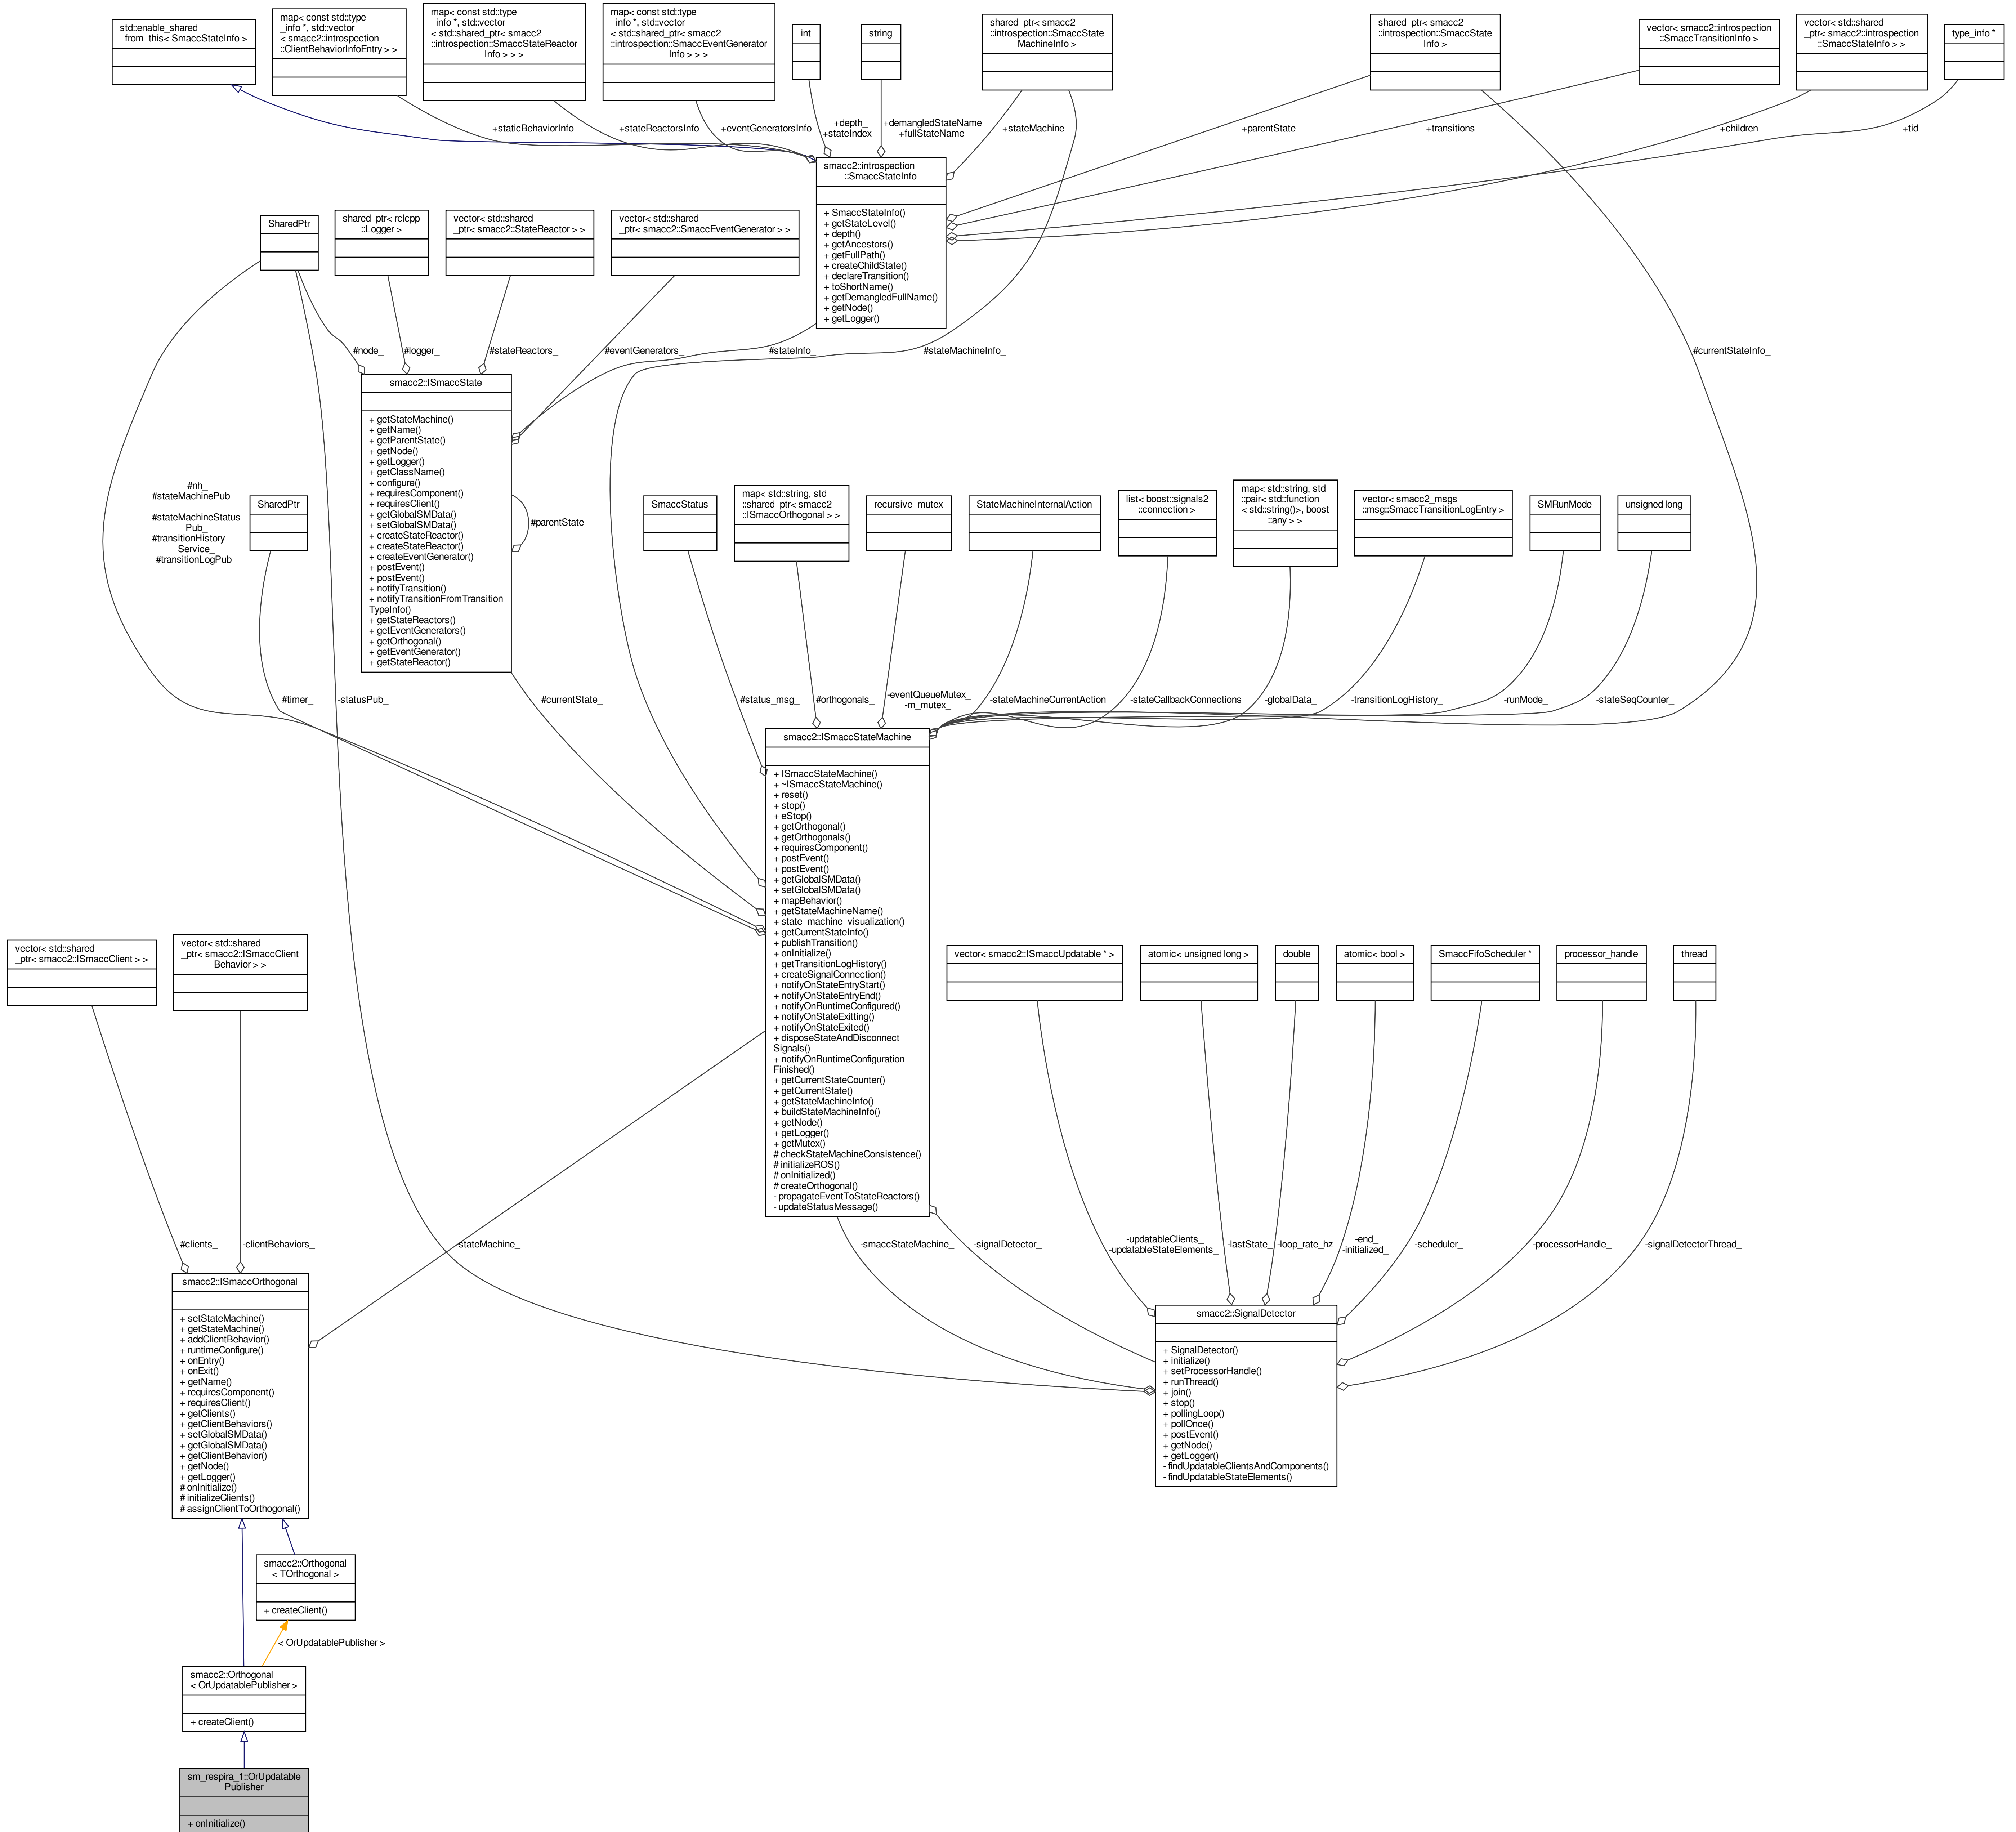 std::enable_shared
_from_this< SmaccStateInfo >
map< const std::type
_info *, std::vector
< smacc2::introspection
::ClientBehaviorInfoEntry > >
map< const std::type
_info *, std::vector
< std::shared_ptr< smacc2
::introspection::SmaccStateReactor
Info > > >
map< const std::type
_info *, std::vector
< std::shared_ptr< smacc2
::introspection::SmaccEventGenerator
Info > > >
int
string
shared_ptr< smacc2
::introspection::SmaccState
MachineInfo >
shared_ptr< smacc2
::introspection::SmaccState
Info >
vector< smacc2::introspection
::SmaccTransitionInfo >
vector< std::shared
_ptr< smacc2::introspection
::SmaccStateInfo > >
type_info *
+staticBehaviorInfo
+stateReactorsInfo
+eventGeneratorsInfo
+depth_
+stateIndex_
+demangledStateName
+fullStateName
+stateMachine_
+parentState_
+transitions_
+children_
+tid_
smacc2::introspection
::SmaccStateInfo
+ SmaccStateInfo()
+ getStateLevel()
+ depth()
+ getAncestors()
+ getFullPath()
+ createChildState()
+ declareTransition()
+ toShortName()
+ getDemangledFullName()
+ getNode()
+ getLogger()
SharedPtr
shared_ptr< rclcpp
::Logger >
vector< std::shared
_ptr< smacc2::StateReactor > >
vector< std::shared
_ptr< smacc2::SmaccEventGenerator > >
#node_
#logger_
#stateReactors_
#eventGenerators_
#stateInfo_
#stateMachineInfo_
#currentStateInfo_
smacc2::ISmaccState
+ getStateMachine()
+ getName()
+ getParentState()
+ getNode()
+ getLogger()
+ getClassName()
+ configure()
+ requiresComponent()
+ requiresClient()
+ getGlobalSMData()
+ setGlobalSMData()
+ createStateReactor()
+ createStateReactor()
+ createEventGenerator()
+ postEvent()
+ postEvent()
+ notifyTransition()
+ notifyTransitionFromTransition
TypeInfo()
+ getStateReactors()
+ getEventGenerators()
+ getOrthogonal()
+ getEventGenerator()
+ getStateReactor()
#parentState_
#nh_
#stateMachinePub
_
#stateMachineStatus
Pub_
#transitionHistory
Service_
#transitionLogPub_
SharedPtr
SmaccStatus
map< std::string, std
::shared_ptr< smacc2
::ISmaccOrthogonal > >
recursive_mutex
StateMachineInternalAction
list< boost::signals2
::connection >
map< std::string, std
::pair< std::function
< std::string()>, boost
::any > >
vector< smacc2_msgs
::msg::SmaccTransitionLogEntry >
SMRunMode
unsigned long
#timer_
-statusPub_
#currentState_
#status_msg_
#orthogonals_
-eventQueueMutex_
-m_mutex_
-stateMachineCurrentAction
-stateCallbackConnections
-globalData_
-transitionLogHistory_
-runMode_
-stateSeqCounter_
smacc2::ISmaccStateMachine
+ ISmaccStateMachine()
+ ~ISmaccStateMachine()
+ reset()
+ stop()
+ eStop()
+ getOrthogonal()
+ getOrthogonals()
+ requiresComponent()
+ postEvent()
+ postEvent()
+ getGlobalSMData()
+ setGlobalSMData()
+ mapBehavior()
+ getStateMachineName()
+ state_machine_visualization()
+ getCurrentStateInfo()
+ publishTransition()
+ onInitialize()
+ getTransitionLogHistory()
+ createSignalConnection()
+ notifyOnStateEntryStart()
+ notifyOnStateEntryEnd()
+ notifyOnRuntimeConfigured()
+ notifyOnStateExitting()
+ notifyOnStateExited()
+ disposeStateAndDisconnect
Signals()
+ notifyOnRuntimeConfiguration
Finished()
+ getCurrentStateCounter()
+ getCurrentState()
+ getStateMachineInfo()
+ buildStateMachineInfo()
+ getNode()
+ getLogger()
+ getMutex()
# checkStateMachineConsistence()
# initializeROS()
# onInitialized()
# createOrthogonal()
- propagateEventToStateReactors()
- updateStatusMessage()
vector< std::shared
_ptr< smacc2::ISmaccClient > >
vector< std::shared
_ptr< smacc2::ISmaccClient
Behavior > >
vector< smacc2::ISmaccUpdatable * >
atomic< unsigned long >
double
atomic< bool >
SmaccFifoScheduler *
processor_handle
thread
#clients_
-clientBehaviors_
-stateMachine_
-smaccStateMachine_
-signalDetector_
-updatableClients_
-updatableStateElements_
-lastState_
-loop_rate_hz
-end_
-initialized_
-scheduler_
-processorHandle_
-signalDetectorThread_
smacc2::ISmaccOrthogonal
+ setStateMachine()
+ getStateMachine()
+ addClientBehavior()
+ runtimeConfigure()
+ onEntry()
+ onExit()
+ getName()
+ requiresComponent()
+ requiresClient()
+ getClients()
+ getClientBehaviors()
+ setGlobalSMData()
+ getGlobalSMData()
+ getClientBehavior()
+ getNode()
+ getLogger()
# onInitialize()
# initializeClients()
# assignClientToOrthogonal()
smacc2::SignalDetector
+ SignalDetector()
+ initialize()
+ setProcessorHandle()
+ runThread()
+ join()
+ stop()
+ pollingLoop()
+ pollOnce()
+ postEvent()
+ getNode()
+ getLogger()
- findUpdatableClientsAndComponents()
- findUpdatableStateElements()
smacc2::Orthogonal
< TOrthogonal >
+ createClient()
< OrUpdatablePublisher >
smacc2::Orthogonal
< OrUpdatablePublisher >
+ createClient()
sm_respira_1::OrUpdatable
Publisher
+ onInitialize()